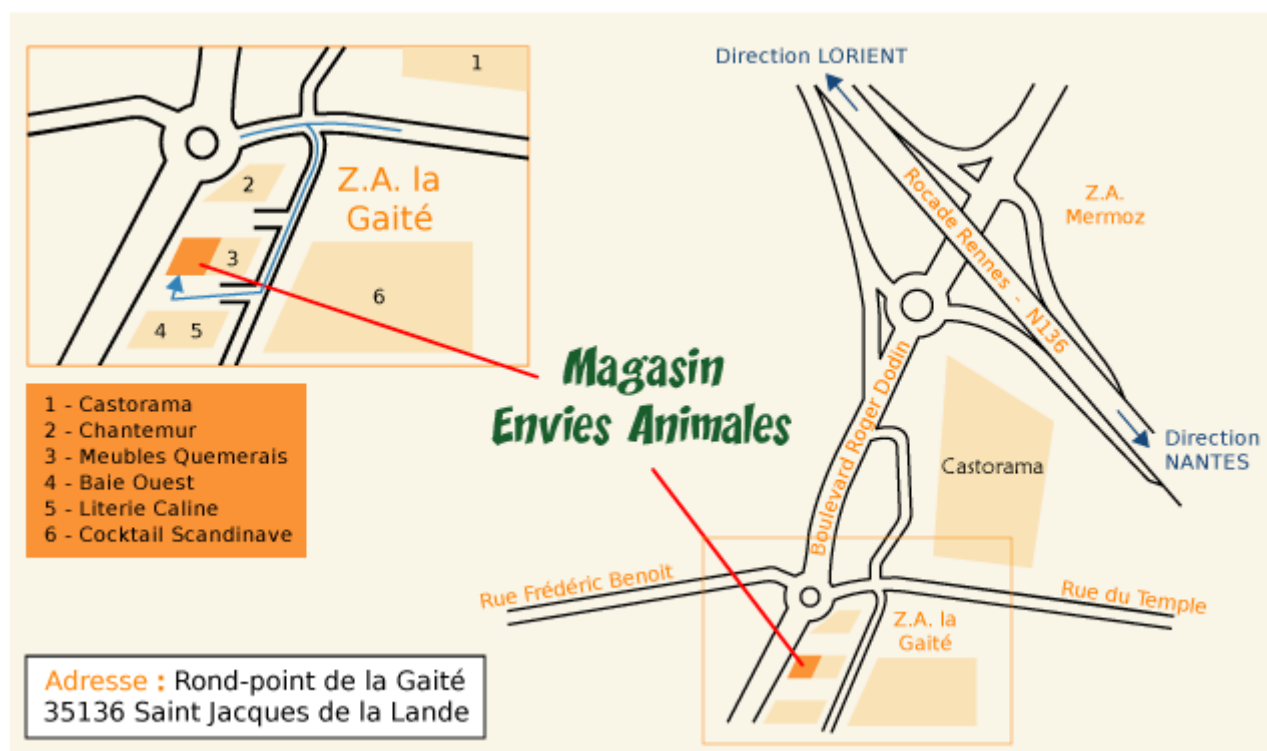 1
2
Z.A. la
Gaité
3
6
4
5
1 - Castorama
2 - Chantemur
3 - Meubles Quemerais
4 - Baie Ouest
5 - Literie Caline
6 - Cocktail Scandinave
Adresse : Rond-point de la Gaité
35136 Saint Jacques de la Lande
Magasin
Envies Animales
Direction LORIENT
Rocade Rennes - N136
Z.A.
Mermoz
Direction
NANTES
Boulevard Roger Dodin
Castorama
Rue Frédéric Benoit
Rue du Temple
Z.A. la
Gaité